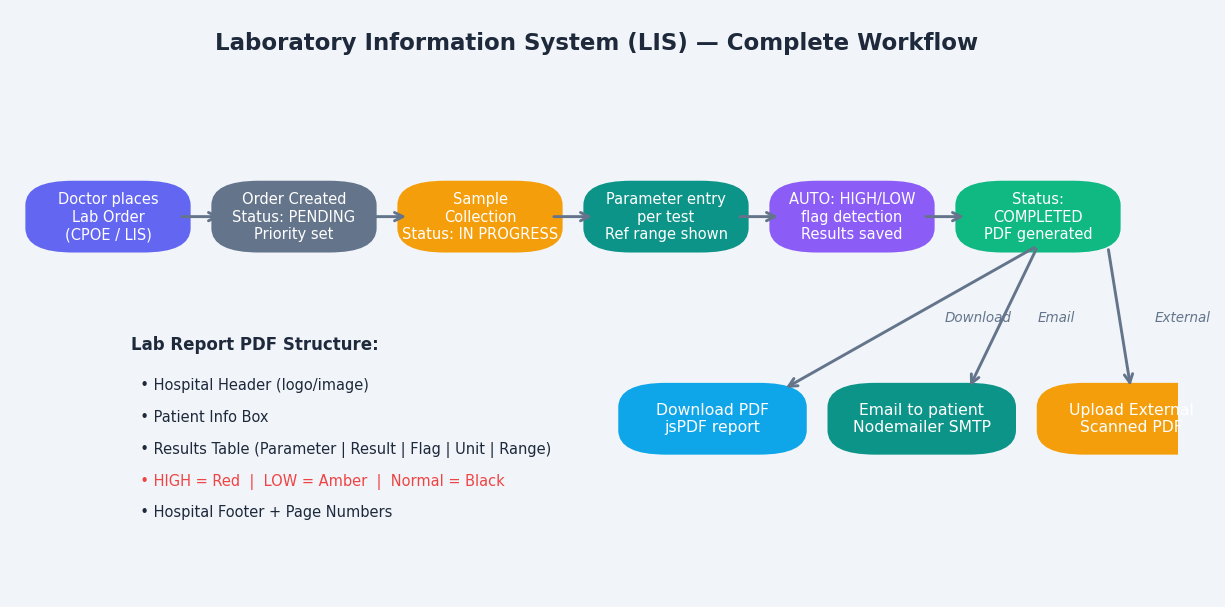 Laboratory Information System (LIS) — Complete Workflow
Doctor places
Lab Order
(CPOE / LIS)
Order Created
Status: PENDING
Priority set
Sample
Collection
Status: IN PROGRESS
Parameter entry
per test
Ref range shown
AUTO: HIGH/LOW
flag detection
Results saved
Status:
COMPLETED
PDF generated
Download
Email
External
Lab Report PDF Structure:
• Hospital Header (logo/image)
• Patient Info Box
• Results Table (Parameter | Result | Flag | Unit | Range)
• HIGH = Red | LOW = Amber | Normal = Black
• Hospital Footer + Page Numbers
Download PDF
jsPDF report
Email to patient
Nodemailer SMTP
Upload External
Scanned PDF